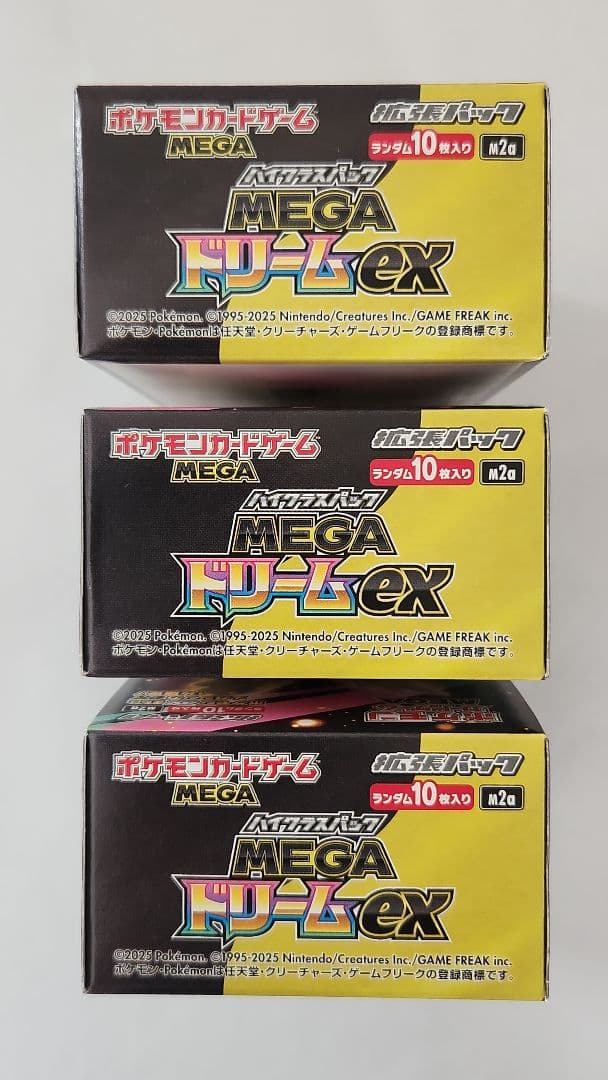 ポケモンカードゲーム
MEGA
拡張パック
ランダム10枚入り M2a
ハイクラスパック
MEGA
ドリームex
©2025 Pokémon. ©1995-2025 Nintendo/Creatures Inc./GAME FREAK inc.
ポケモン・Pokémonは任天堂・クリーチャーズ・ゲームフリークの登録商標です。
ポケモンカードゲーム
MEGA
拡張パック
ランダム10枚入り M2a
ハイクラスパック
MEGA
ドリームex
©2025 Pokémon. ©1995-2025 Nintendo/Creatures Inc./GAME FREAK inc.
ポケモン・Pokémonは任天堂・クリーチャーズ・ゲームフリークの登録商標です。
ポケモンカードゲーム
MEGA
拡張パック
ランダム10枚入り M2a
ハイクラスパック
MEGA
ドリームex
©2025 Pokémon. ©1995-2025 Nintendo/Creatures Inc./GAME FREAK inc.
ポケモン・Pokémonは任天堂・クリーチャーズ・ゲームフリークの登録商標です。